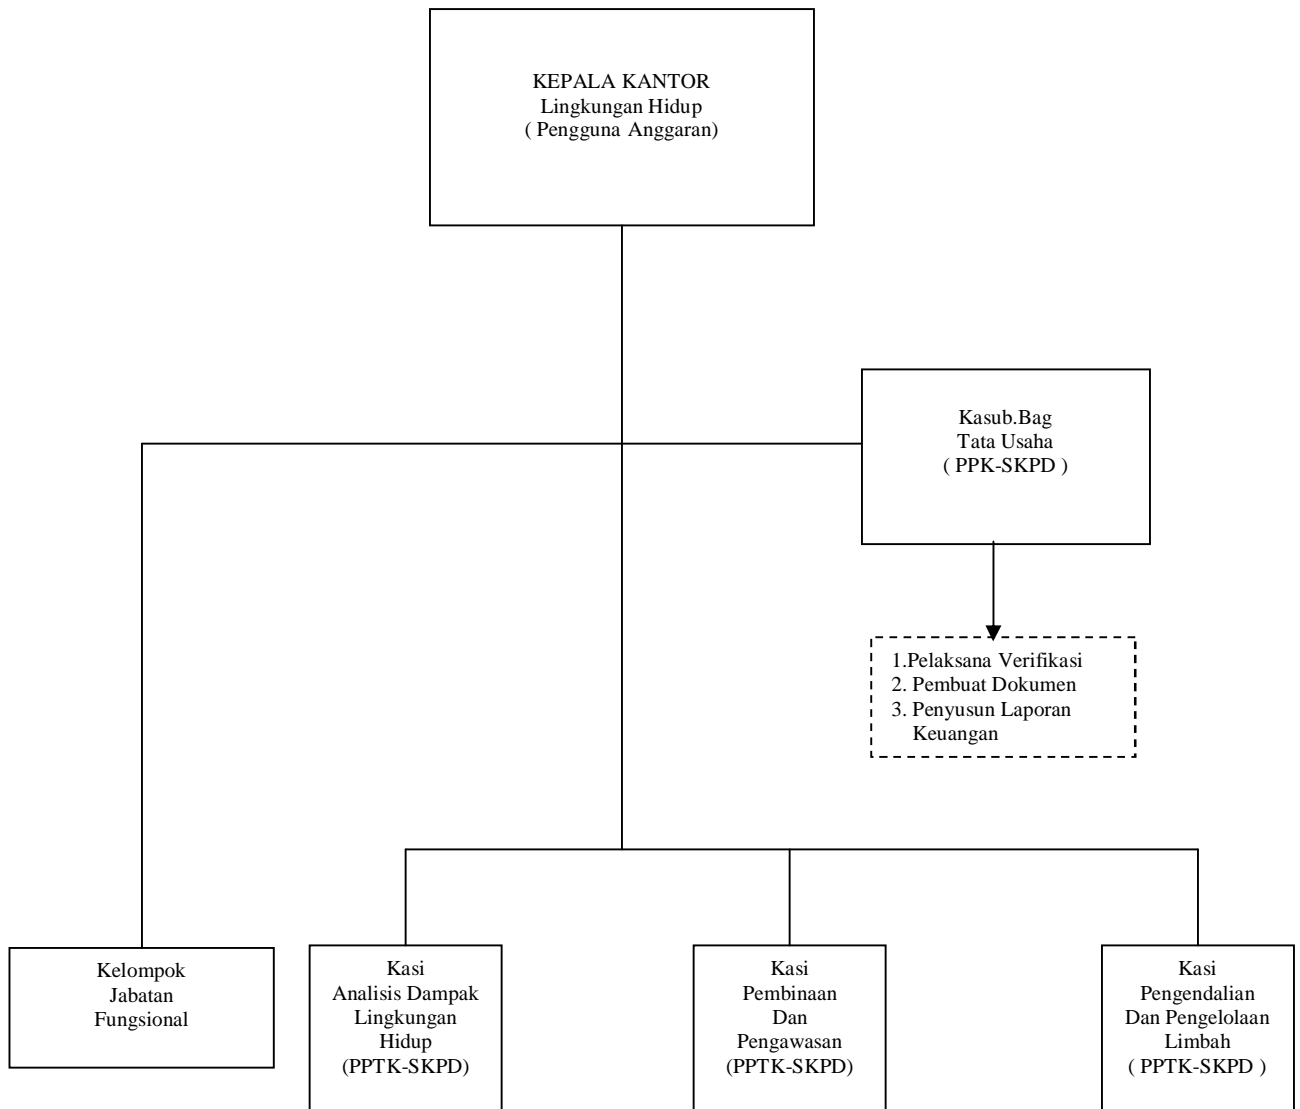 KEPALA KANTOR
Lingkungan Hidup
( Pengguna Anggaran)
Kasub.Bag
Tata Usaha
( PPK-SKPD )
1.Pelaksana Verifikasi
2. Pembuat Dokumen
3. Penyusun Laporan
Keuangan
Kelompok
Jabatan
Fungsional
Kasi
Analisis Dampak
Lingkungan
Hidup
(PPTK-SKPD)
Kasi
Pembinaan
Dan
Pengawasan
(PPTK-SKPD)
Kasi
Pengendalian
Dan Pengelolaan
Limbah
( PPTK-SKPD )